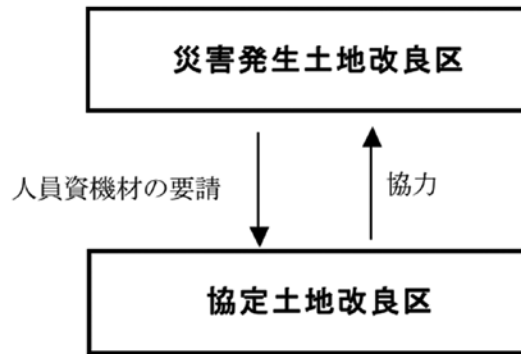 災害発生土地改良区
人員資機材の要請
協力
協定土地改良区